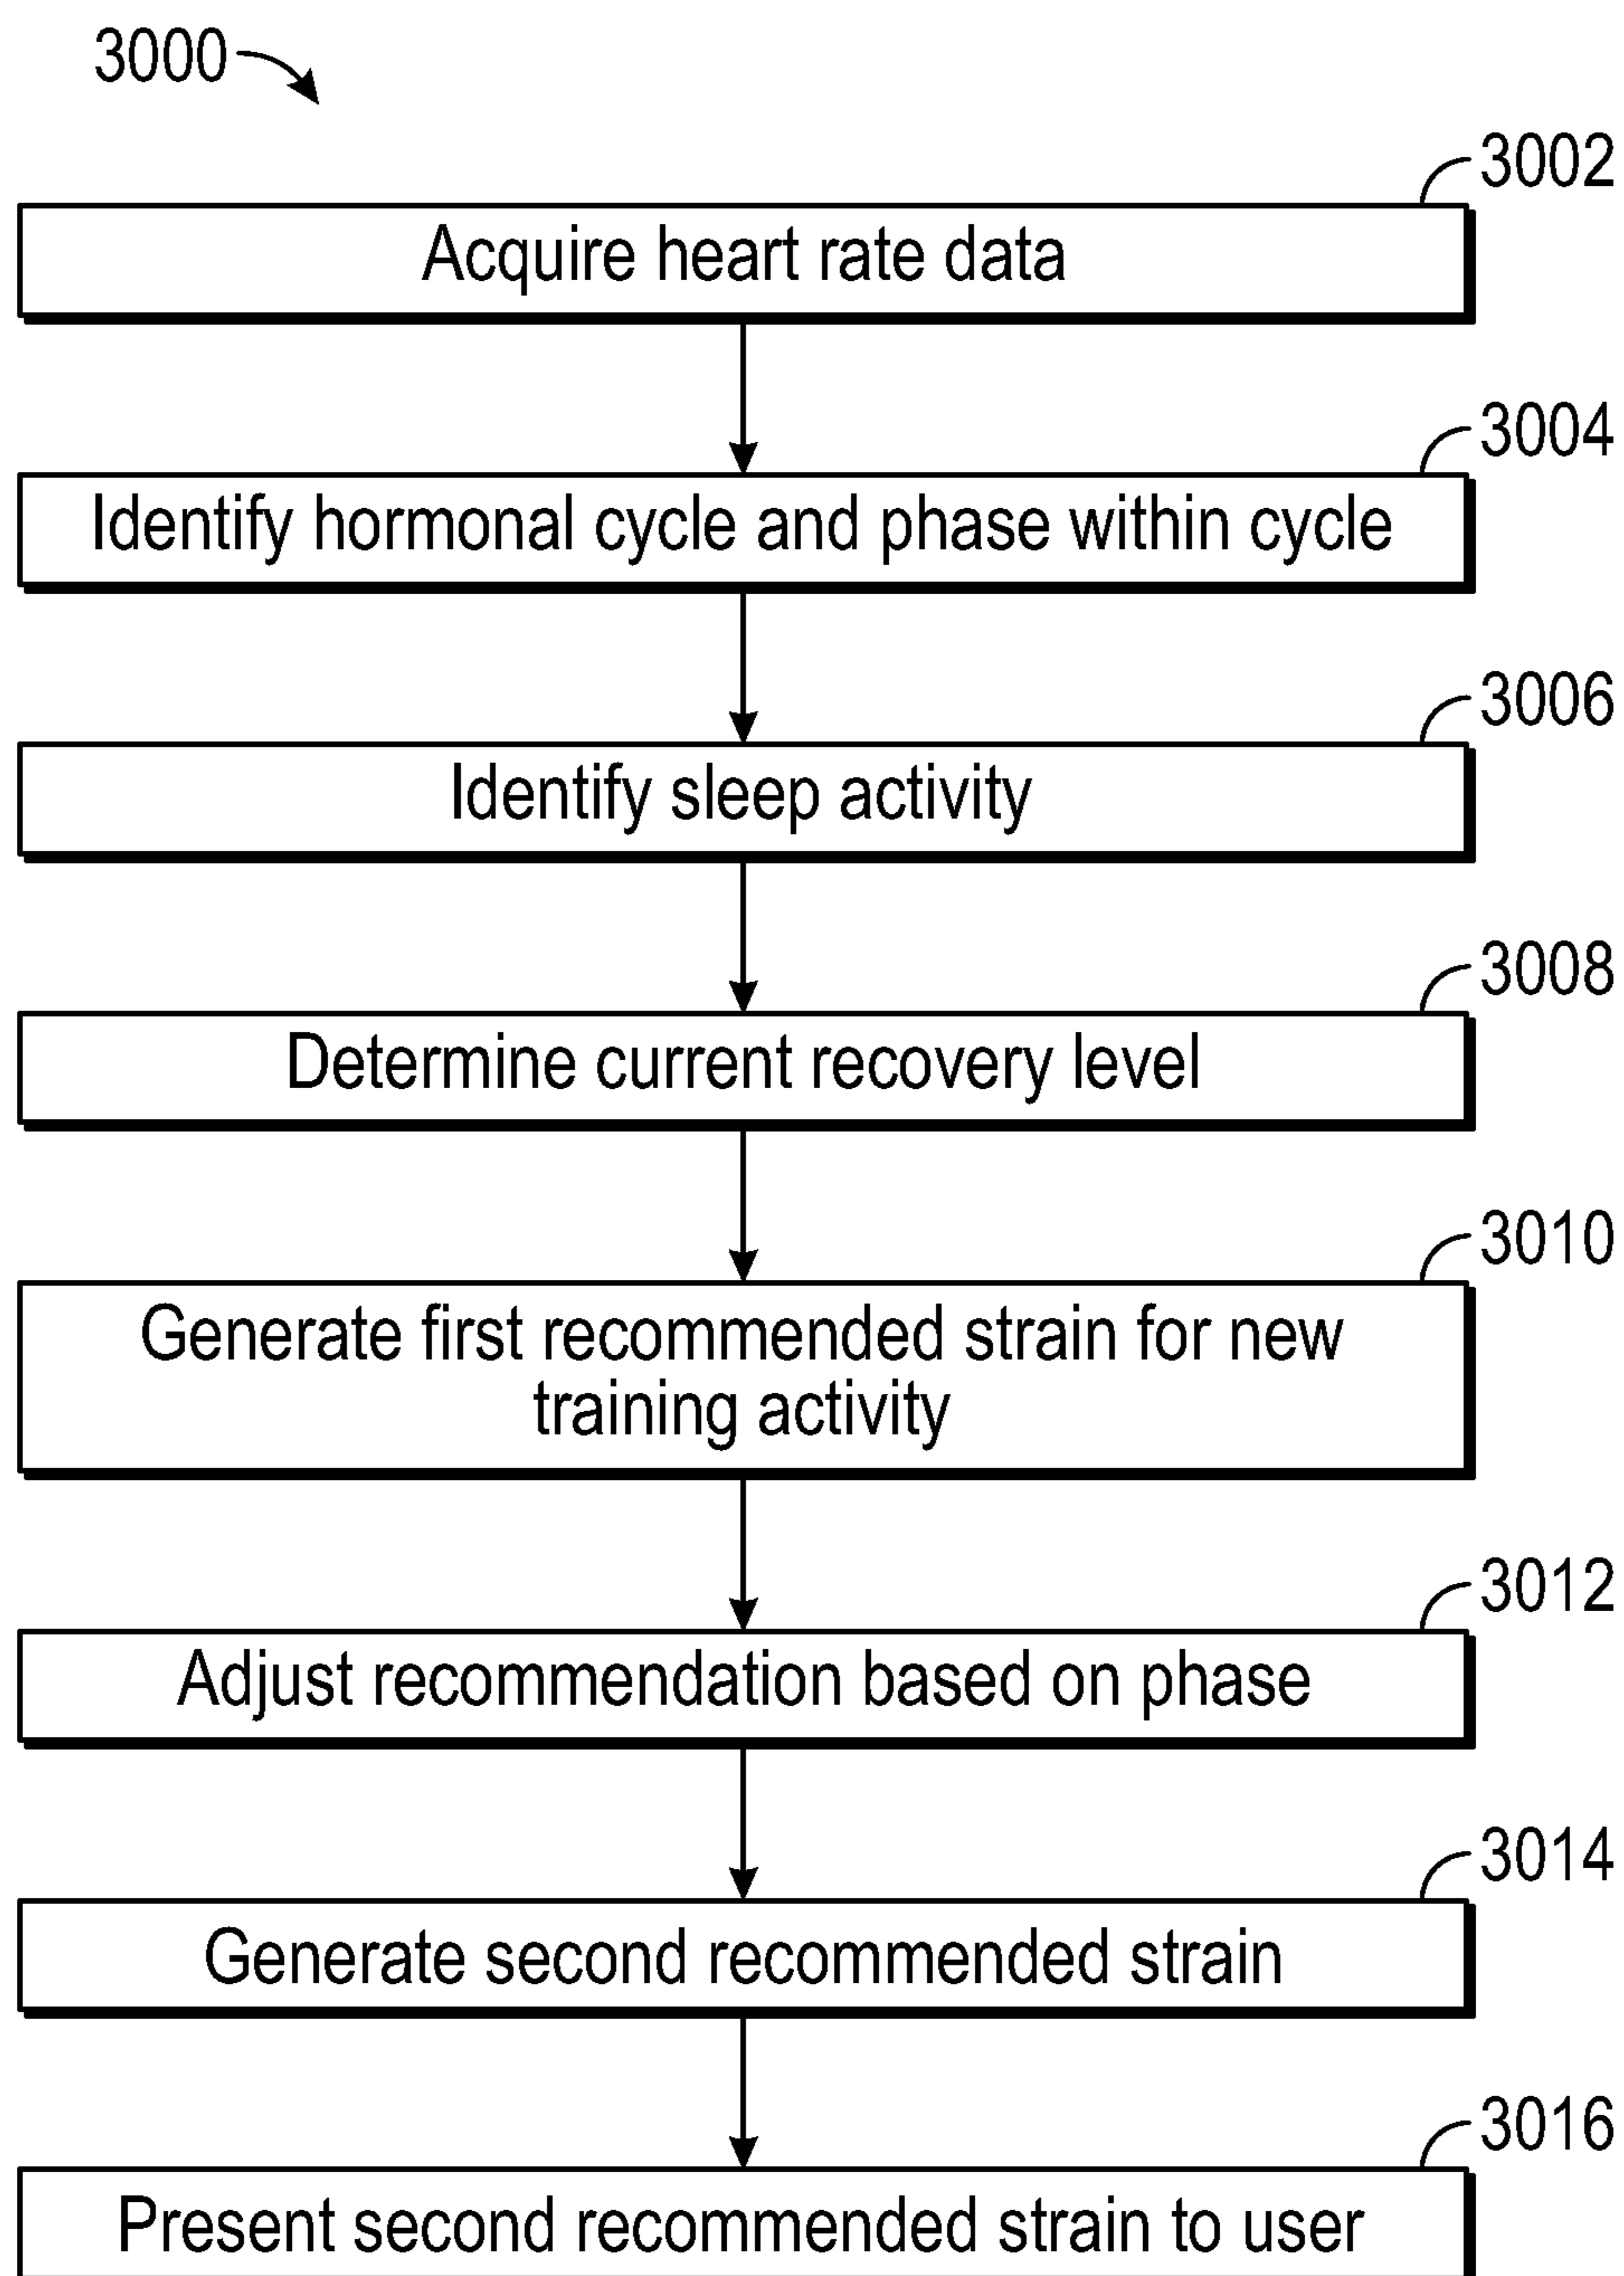 3000
3002
Acquire heart rate data
3004
Identify hormonal cycle and phase within cycle
3006
Identify sleep activity
3008
Determine current recovery level
3010
Generate first recommended strain for new
training activity
3012
Adjust recommendation based on phase
3014
Generate second recommended strain
3016
Present second recommended strain to user